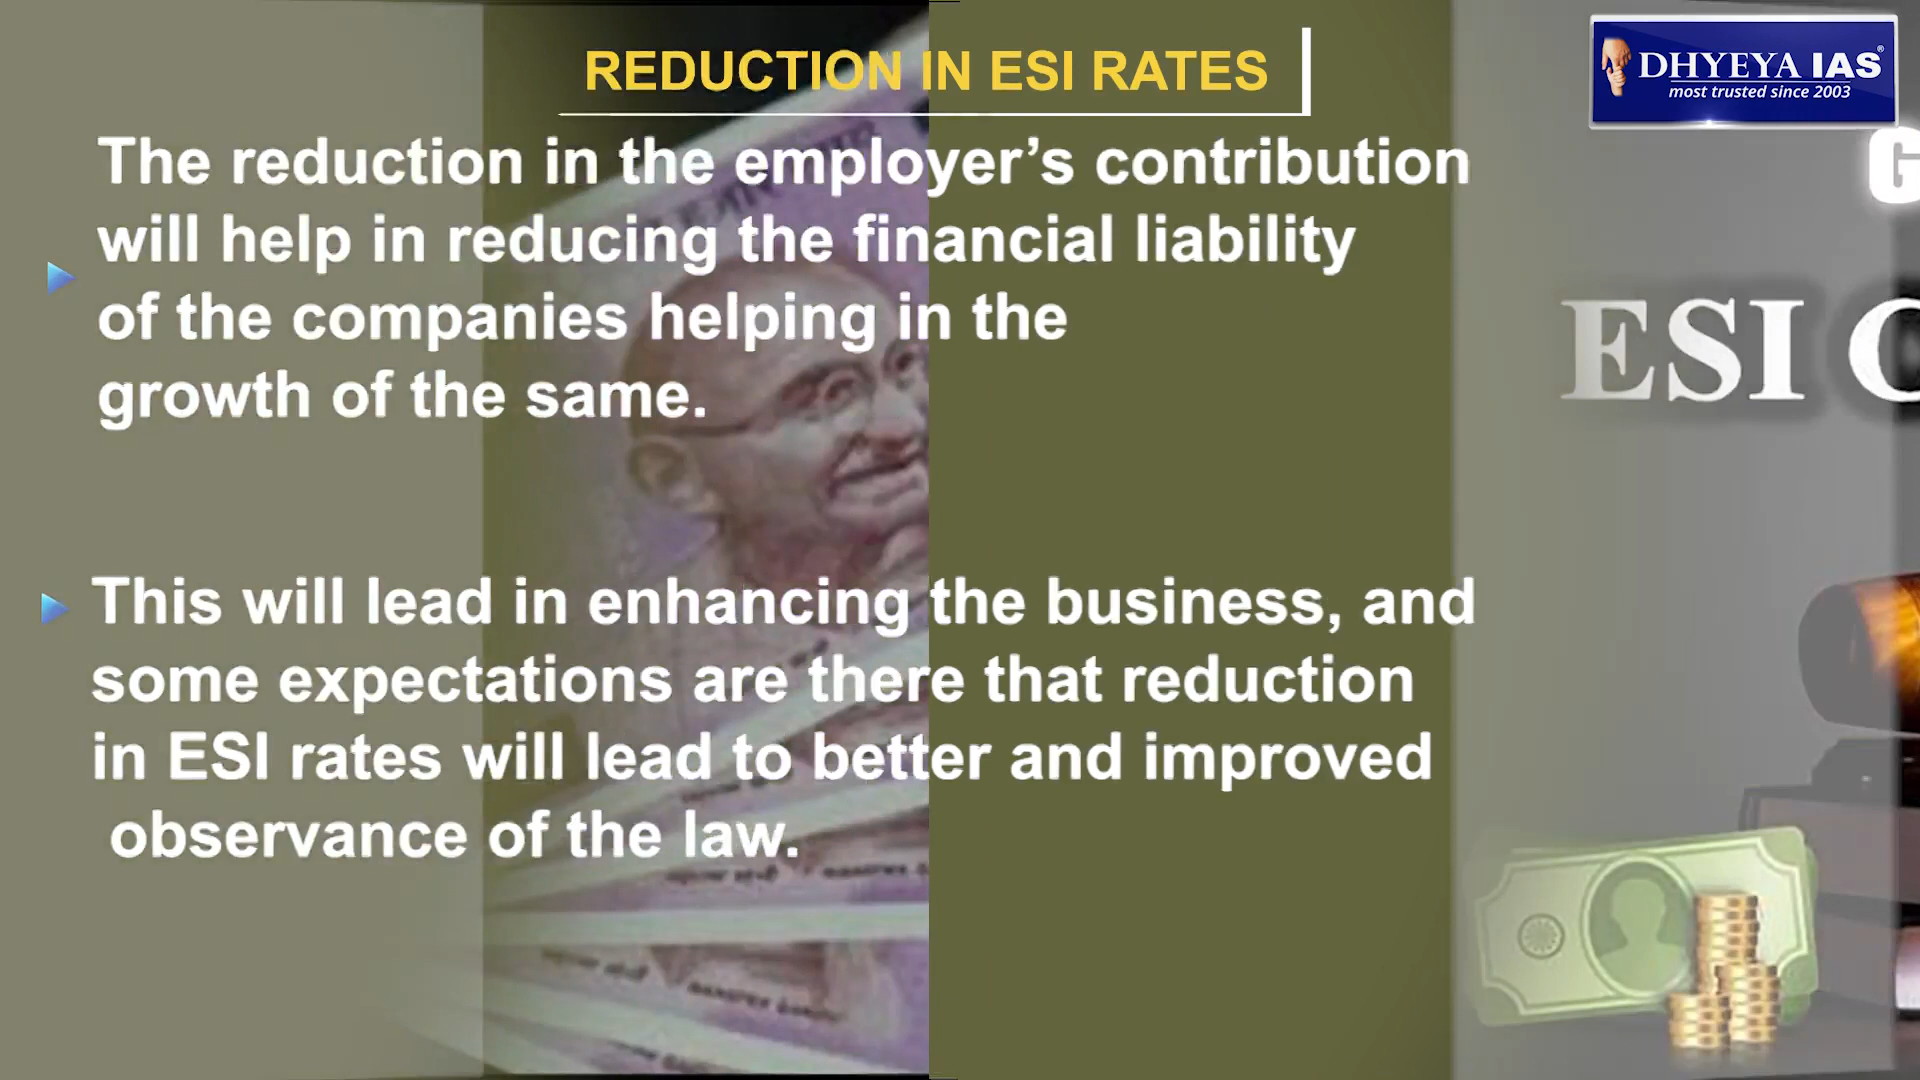 REDUCTION IN ESI RATES
DHYEYA IAS®
most trusted since 2003
The reduction in the employer’s contribution
will help in reducing the financial liability
of the companies helping in the
growth of the same.
G
ESI C
This will lead in enhancing the business, and
some expectations are there that reduction
in ESI rates will lead to better and improved
observance of the law.